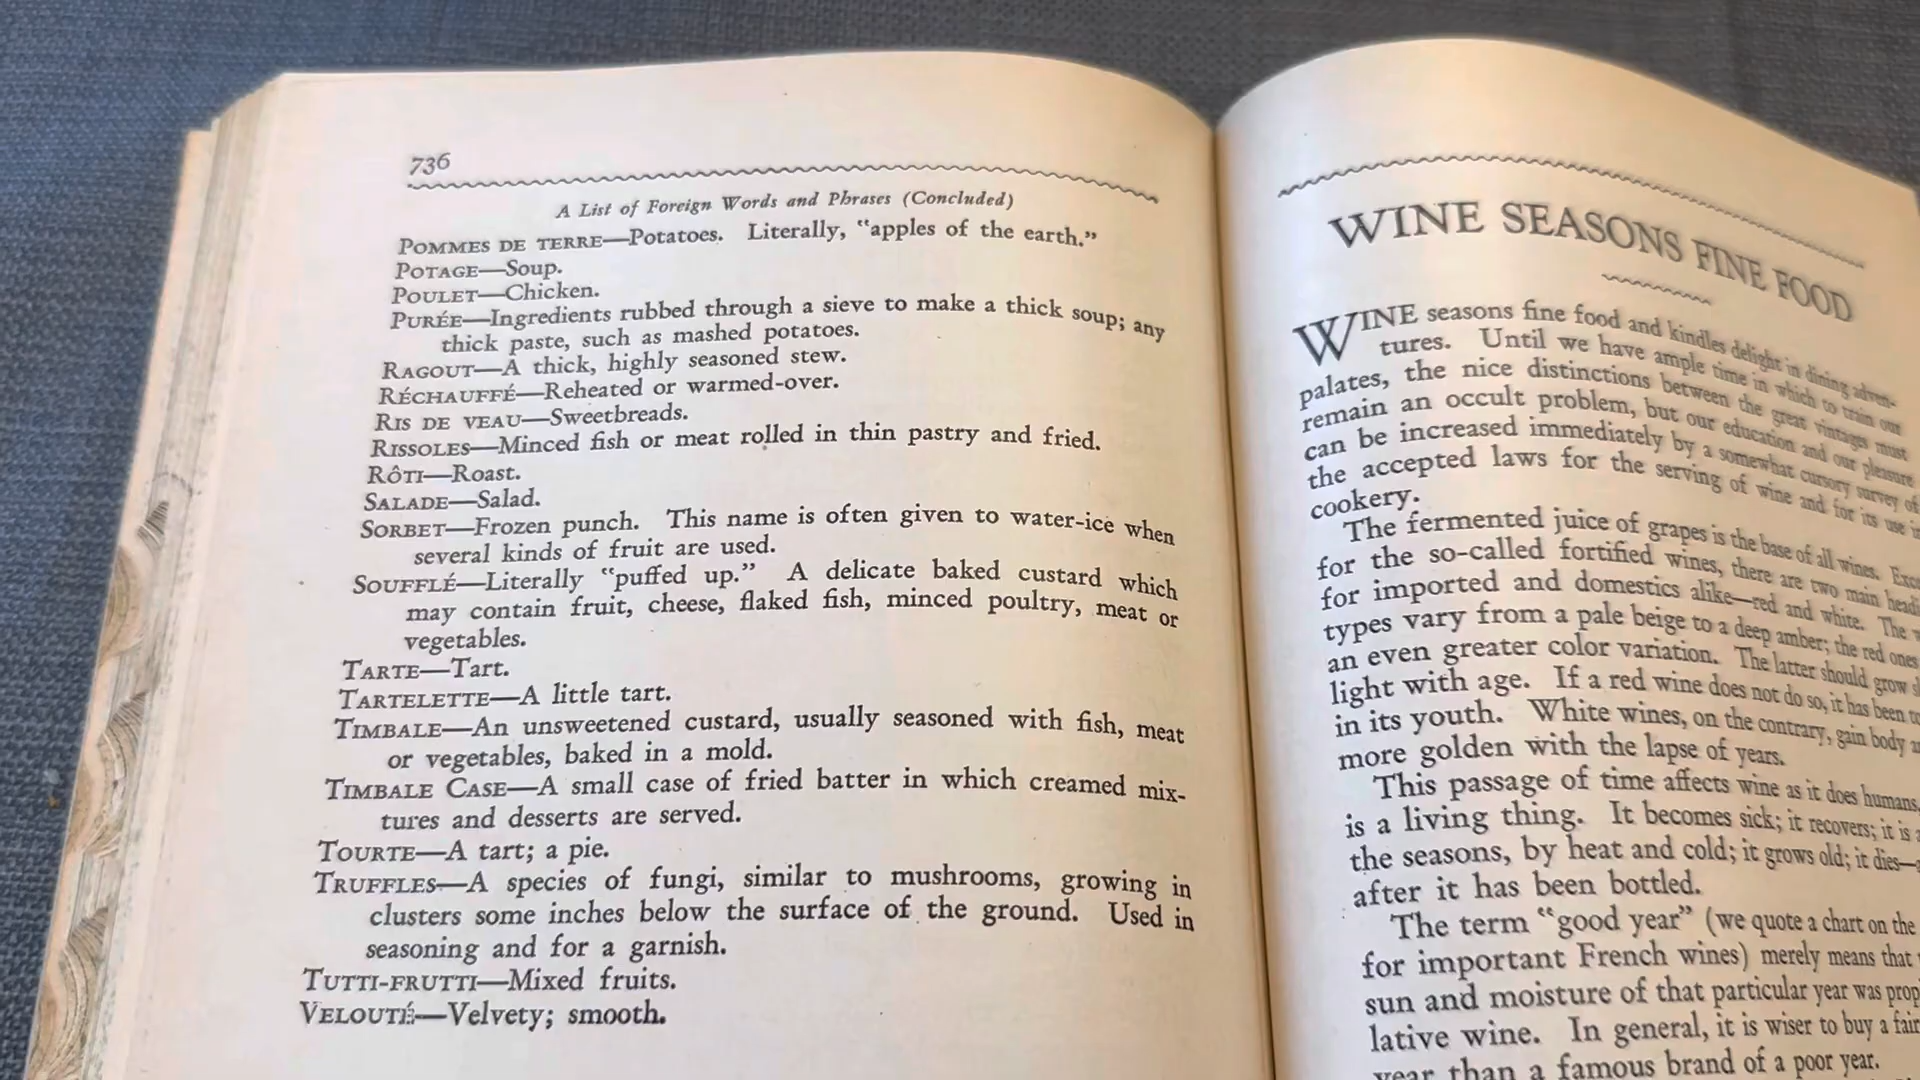 736
A List of Foreign Words and Phrases (Concluded)
POMMES DE TERRE—Potatoes. Literally, "apples of the earth."
POTAGE—Soup.
POULET—Chicken.
PURÉE—Ingredients rubbed through a sieve to make a thick soup; any
thick paste, such as mashed potatoes.
RAGOUT—A thick, highly seasoned stew.
RÉCHAUFFÉ—Reheated or warmed-over.
RIS DE VEAU—Sweetbreads.
RISSOLES—Minced fish or meat rolled in thin pastry and fried.
RÔTI—Roast.
SALADE—Salad.
SORBET—Frozen punch. This name is often given to water-ice when
several kinds of fruit are used.
SOUFFLÉ—Literally "puffed up." A delicate baked custard which
may contain fruit, cheese, flaked fish, minced poultry, meat or
vegetables.
TARTE—Tart.
TARTELETTE—A little tart.
TIMBALE—An unsweetened custard, usually seasoned with fish, meat
or vegetables, baked in a mold.
TIMBALE CASE—A small case of fried batter in which creamed mix-
tures and desserts are served.
TOURTE—A tart; a pie.
TRUFFLES—A species of fungi, similar to mushrooms, growing in
clusters some inches below the surface of the ground. Used in
seasoning and for a garnish.
TUTTI-FRUTTI—Mixed fruits.
VELOUTÉ—Velvety; smooth.
WINE SEASONS FINE FOOD
WINE seasons fine food and kindles delight in dining adven-
tures. Until we have ample time in which to train our
palates, the nice distinctions between the great vintages must
remain an occult problem, but our education and our pleasure
can be increased immediately by a somewhat cursory survey of
the accepted laws for the serving of wine and for its use in
cookery.
The fermented juice of grapes is the base of all wines.
for the so-called fortified wines, there are two main
for imported and domestics alike—red and white. The
types vary from a pale beige to a deep amber; the red ones
an even greater color variation. The latter should grow
light with age. If a red wine does not do so, it has been
in its youth. White wines, on the contrary, gain body
more golden with the lapse of years.
This passage of time affects wine as it does humans.
is a living thing. It becomes sick; it recovers; it is
the seasons, by heat and cold; it grows old; it dies—
after it has been bottled.
The term "good year" (we quote a chart on the
for important French wines) merely means that
sun and moisture of that particular year was
lative wine. In general, it is wiser to buy a fair
year than a famous brand of a poor year.